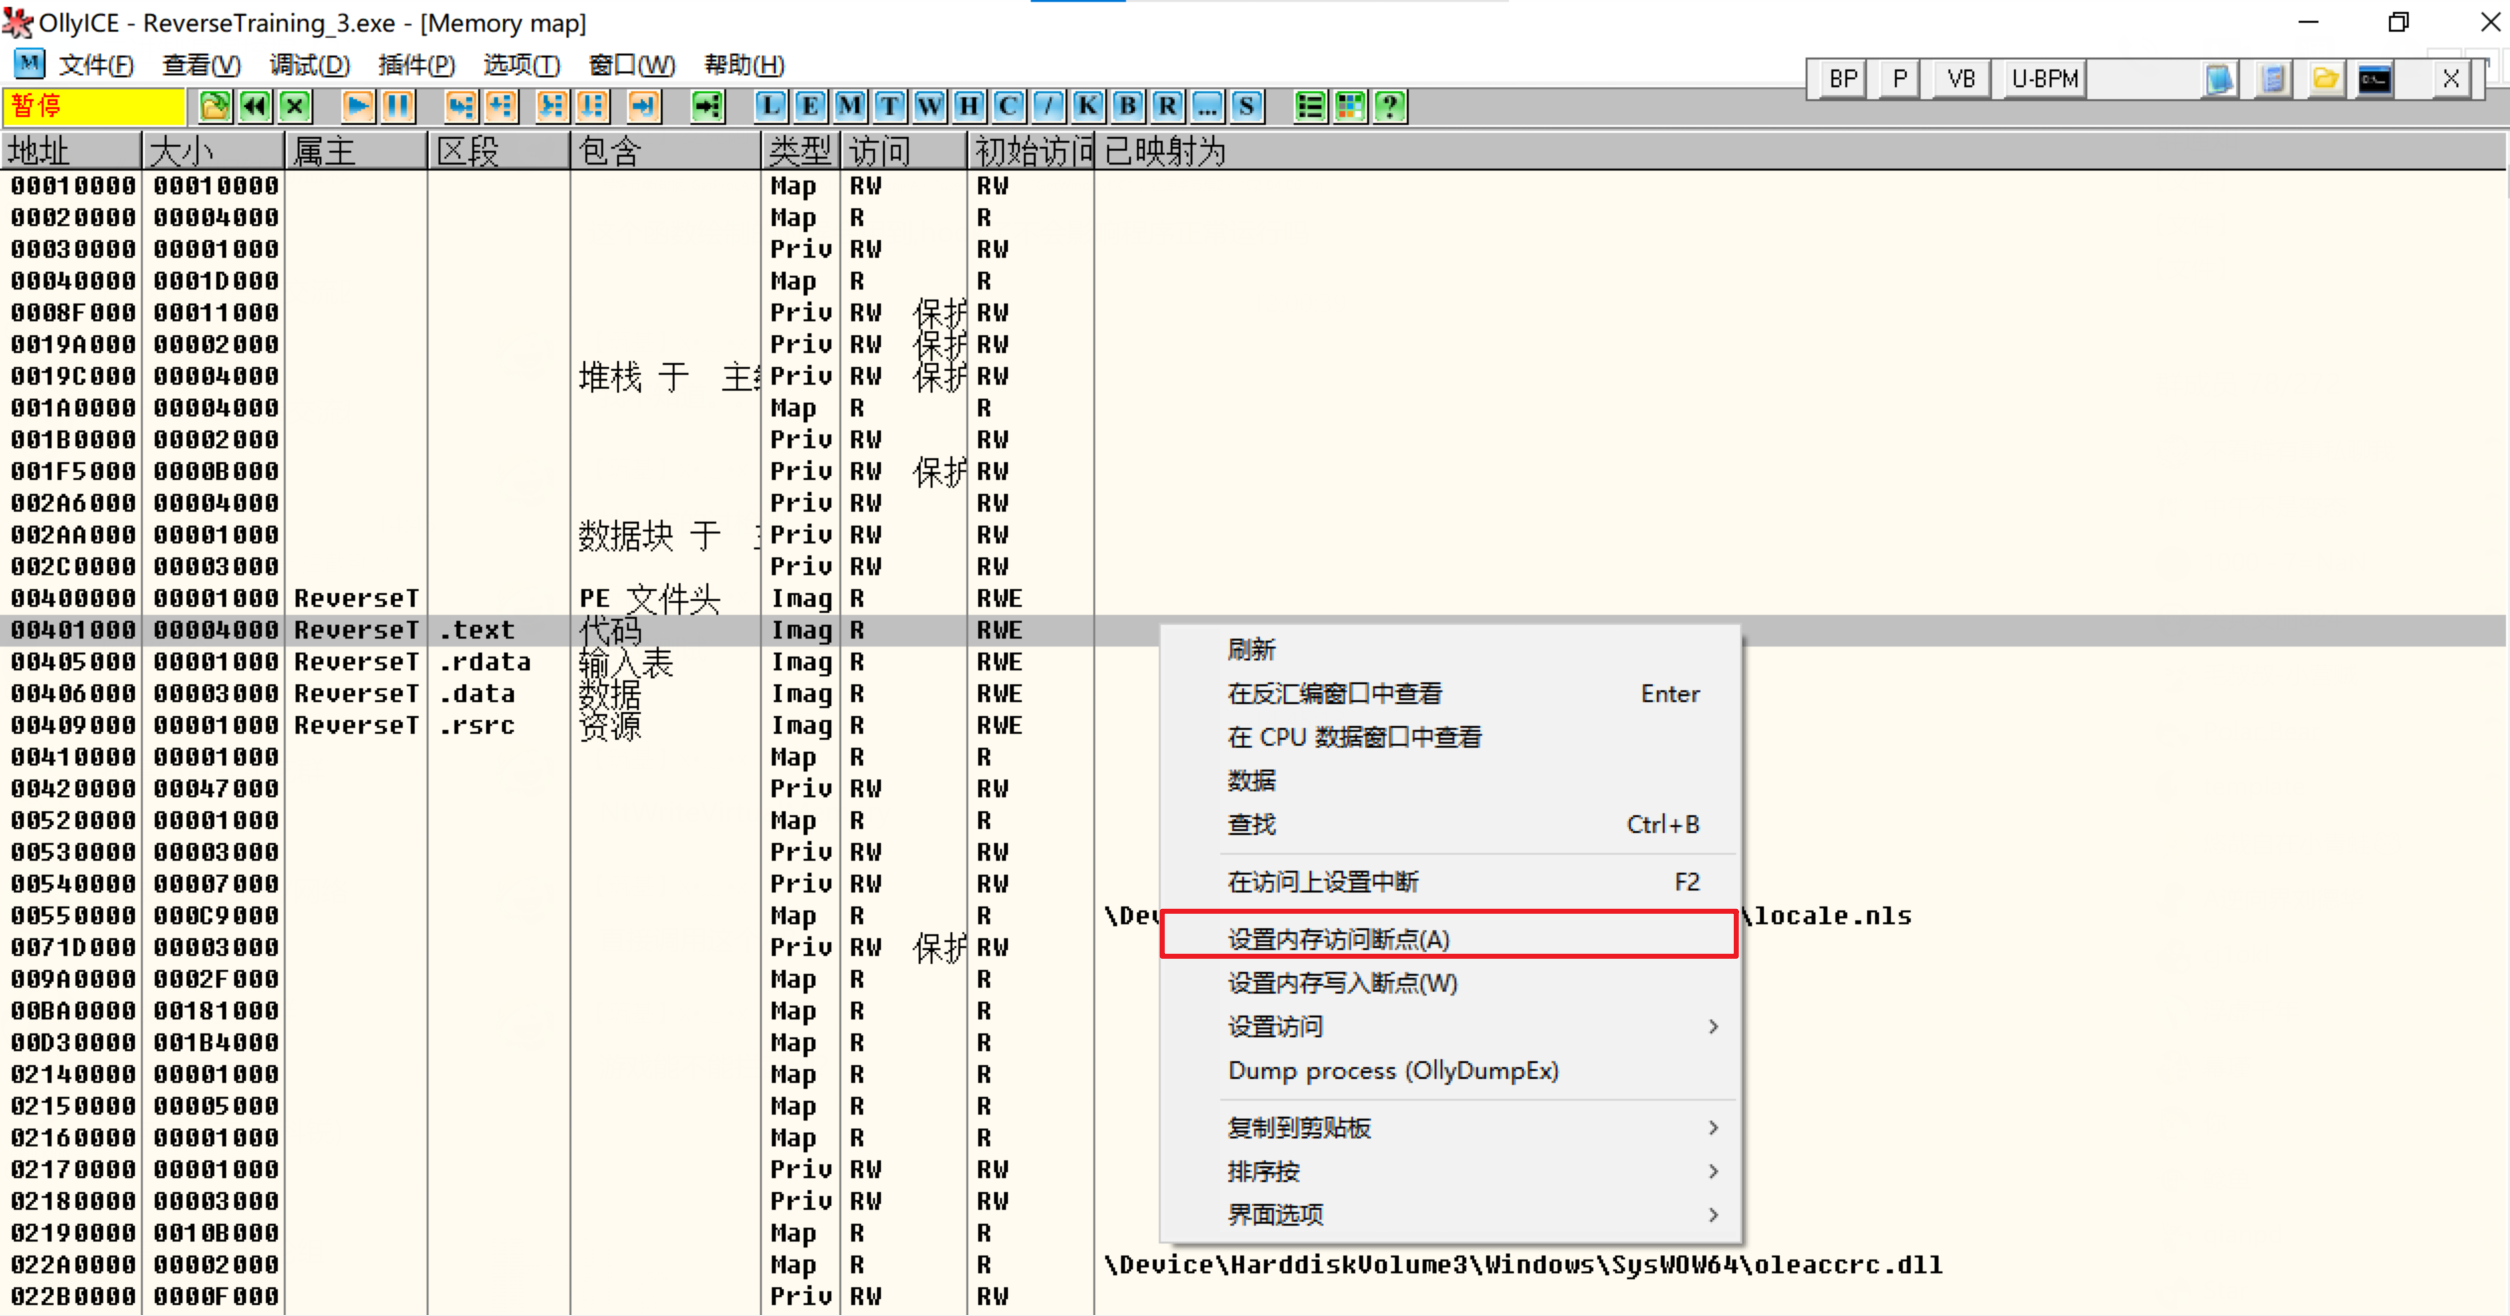 OllyICE - ReverseTraining_3.exe - [Memory map]
文件(F) 查看(V) 调试(D) 插件(P) 选项(T) 窗口(W) 帮助(H)
BP P VB U-BPM X
暂停 L E M T W H C / K B R ... S ?
地址 大小 属主 区段 包含 类型 访问 初始访问 已映射为
00010000 00010000 Map RW RW
00020000 00004000 Map R R
00030000 00001000 Priv RW RW
00040000 0001D000 Map R R
0008F000 00011000 Priv RW 保护 RW
0019A000 00002000 Priv RW 保护 RW
0019C000 00004000 堆栈 于 主 Priv RW 保护 RW
001A0000 00004000 Map R R
001B0000 00002000 Priv RW RW
001F5000 0000B000 Priv RW 保护 RW
002A6000 00004000 Priv RW RW
002AA000 00001000 数据块 于 Priv RW RW
002C0000 00003000 Priv RW RW
00400000 00001000 ReverseT PE 文件头 Imag R RWE
00401000 00004000 ReverseT .text 代码 Imag R RWE
00405000 00001000 ReverseT .rdata 输入表 Imag R RWE
00406000 00003000 ReverseT .data 数据 Imag R RWE
00409000 00001000 ReverseT .rsrc 资源 Imag R RWE
00410000 00001000 Map R R
00420000 00047000 Priv RW RW
00520000 00001000 Map R R
00530000 00003000 Priv RW RW
00540000 00007000 Priv RW RW
00550000 000C9000 Map R R \Dev \locale.nls
0071D000 00003000 Priv RW 保护 RW
009A0000 0002F000 Map R R
00BA0000 00181000 Map R R
00D30000 001B4000 Map R R
02140000 00001000 Map R R
02150000 00005000 Map R R
02160000 00001000 Map R R
02170000 00001000 Priv RW RW
02180000 00003000 Priv RW RW
02190000 0010B000 Map R R
022A0000 00002000 Map R R \Device\HarddiskVolume3\Windows\SysWOW64\oleaccrc.dll
022B0000 0000F000 Priv RW RW
刷新
在反汇编窗口中查看 Enter
在 CPU 数据窗口中查看
数据
查找 Ctrl+B
在访问上设置中断 F2
设置内存访问断点(A)
设置内存写入断点(W)
设置访问
Dump process (OllyDumpEx)
复制到剪贴板
排序按
界面选项